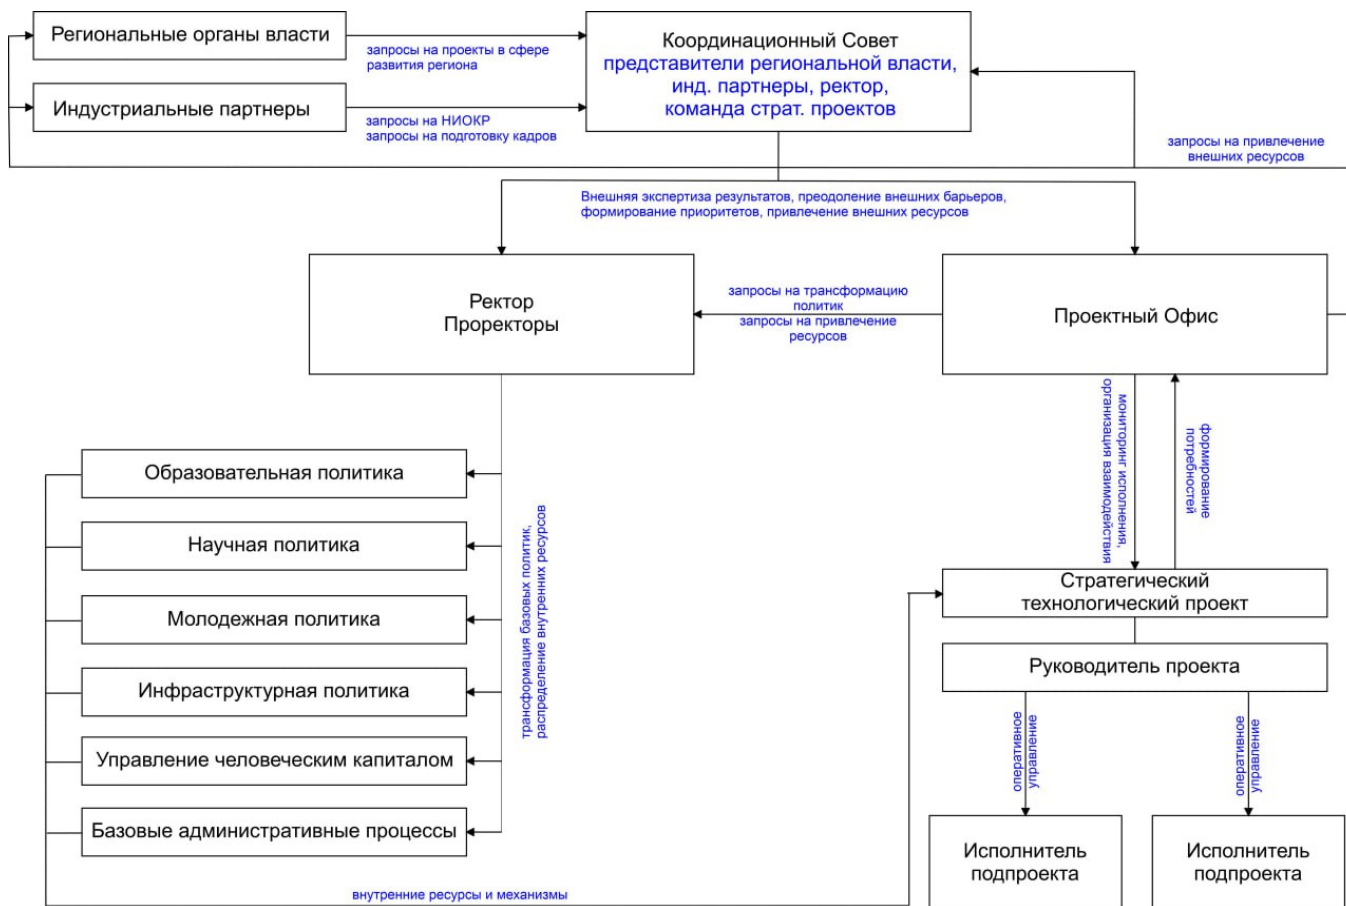 Региональные органы власти
запросы на проекты в сфере
развития региона
Индустриальные партнеры
запросы на НИОКР
запросы на подготовку кадров
Координационный Совет
представители региональной власти,
инд. партнеры, ректор,
команда страт. проектов
запросы на привлечение
внешних ресурсов
Внешняя экспертиза результатов, преодоление внешних барьеров,
формирование приоритетов, привлечение внешних ресурсов
Ректор
Проректоры
запросы на трансформацию
политик
запросы на привлечение
ресурсов
Проектный Офис
мониторинг исполнения,
организация взаимодействия
формирование
потребностей
Образовательная политика
Научная политика
Молодежная политика
Инфраструктурная политика
Управление человеческим капиталом
Базовые административные процессы
трансформация базовых политик,
распределение внутренних ресурсов
Стратегический
технологический проект
Руководитель проекта
оперативное
управление
оперативное
управление
Исполнитель
подпроекта
Исполнитель
подпроекта
внутренние ресурсы и механизмы